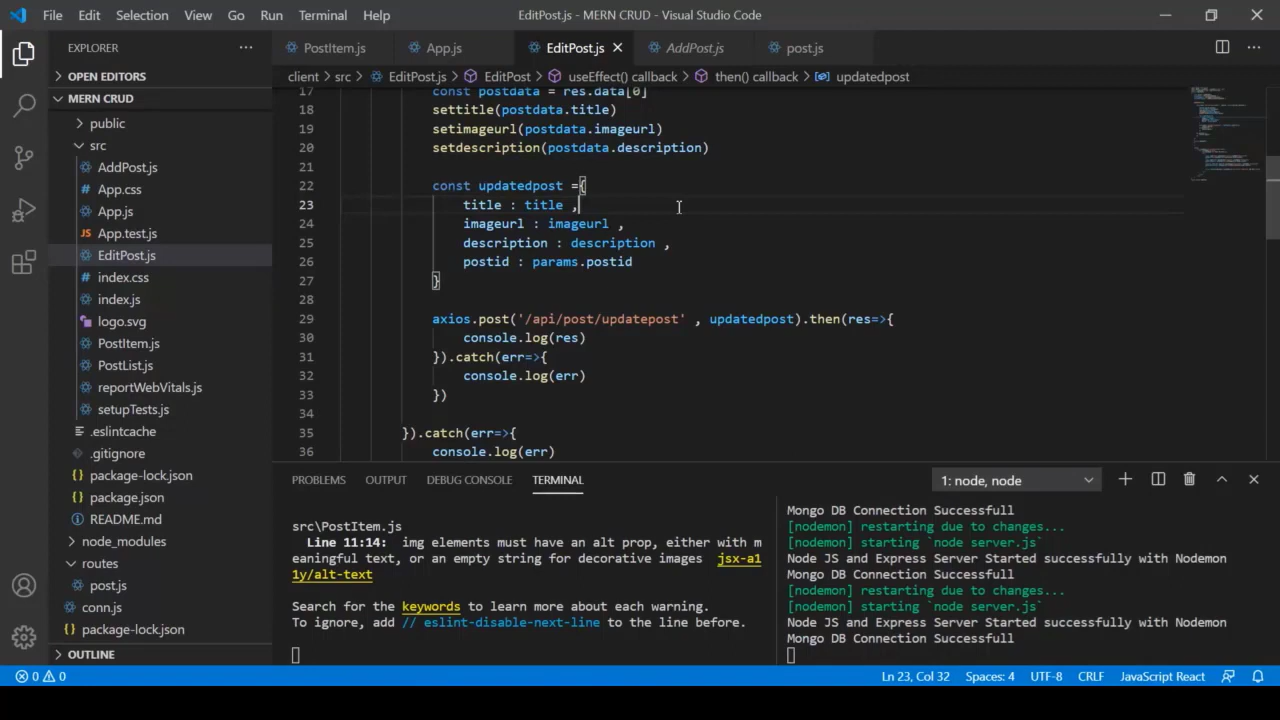 File Edit Selection View Go Run Terminal Help EditPost.js - MERN CRUD - Visual Studio Code
EXPLORER
OPEN EDITORS
MERN CRUD
public
src
AddPost.js
App.css
App.js
JS App.test.js
EditPost.js
# index.css
index.js
logo.svg
PostItem.js
PostList.js
reportWebVitals.js
setupTests.js
.eslintcache
.gitignore
{} package-lock.json
{} package.json
README.md
node_modules
routes
post.js
conn.js
{} package-lock.json
OUTLINE
PostItem.js App.js EditPost.js AddPost.js post.js
client > src > EditPost.js > EditPost > useEffect() callback > then() callback > updatedpost
17 const postdata = res.data[0]
18 settitle(postdata.title)
19 setimageurl(postdata.imageurl)
20 setdescription(postdata.description)
21
22 const updatedpost ={
23 title : title ,
24 imageurl : imageurl ,
25 description : description ,
26 postid : params.postid
27 }
28
29 axios.post('/api/post/updatepost' , updatedpost).then(res=>{
30 console.log(res)
31 }).catch(err=>{
32 console.log(err)
33 })
34
35 }).catch(err=>{
36 console.log(err)
PROBLEMS OUTPUT DEBUG CONSOLE TERMINAL 1: node, node
src\PostItem.js
Line 11:14: img elements must have an alt prop, either with m
eaningful text, or an empty string for decorative images jsx-a1
1y/alt-text
Search for the keywords to learn more about each warning.
To ignore, add // eslint-disable-next-line to the line before.
Mongo DB Connection Successfull
[nodemon] restarting due to changes...
[nodemon] starting `node server.js`
Node JS and Express Server Started successfully with Nodemon
Mongo DB Connection Successfull
[nodemon] restarting due to changes...
[nodemon] starting `node server.js`
Node JS and Express Server Started successfully with Nodemon
Mongo DB Connection Successfull
0 0 Ln 23, Col 32 Spaces: 4 UTF-8 CRLF JavaScript React